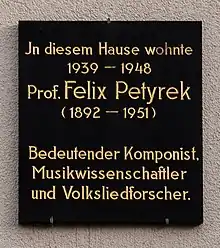 Jn diesem Hause wohnte
1939 – 1948
Prof. Felix Petyrek
(1892 – 1951)
Bedeutender Komponist,
Musikwissenschaftler
und Volksliedforscher.